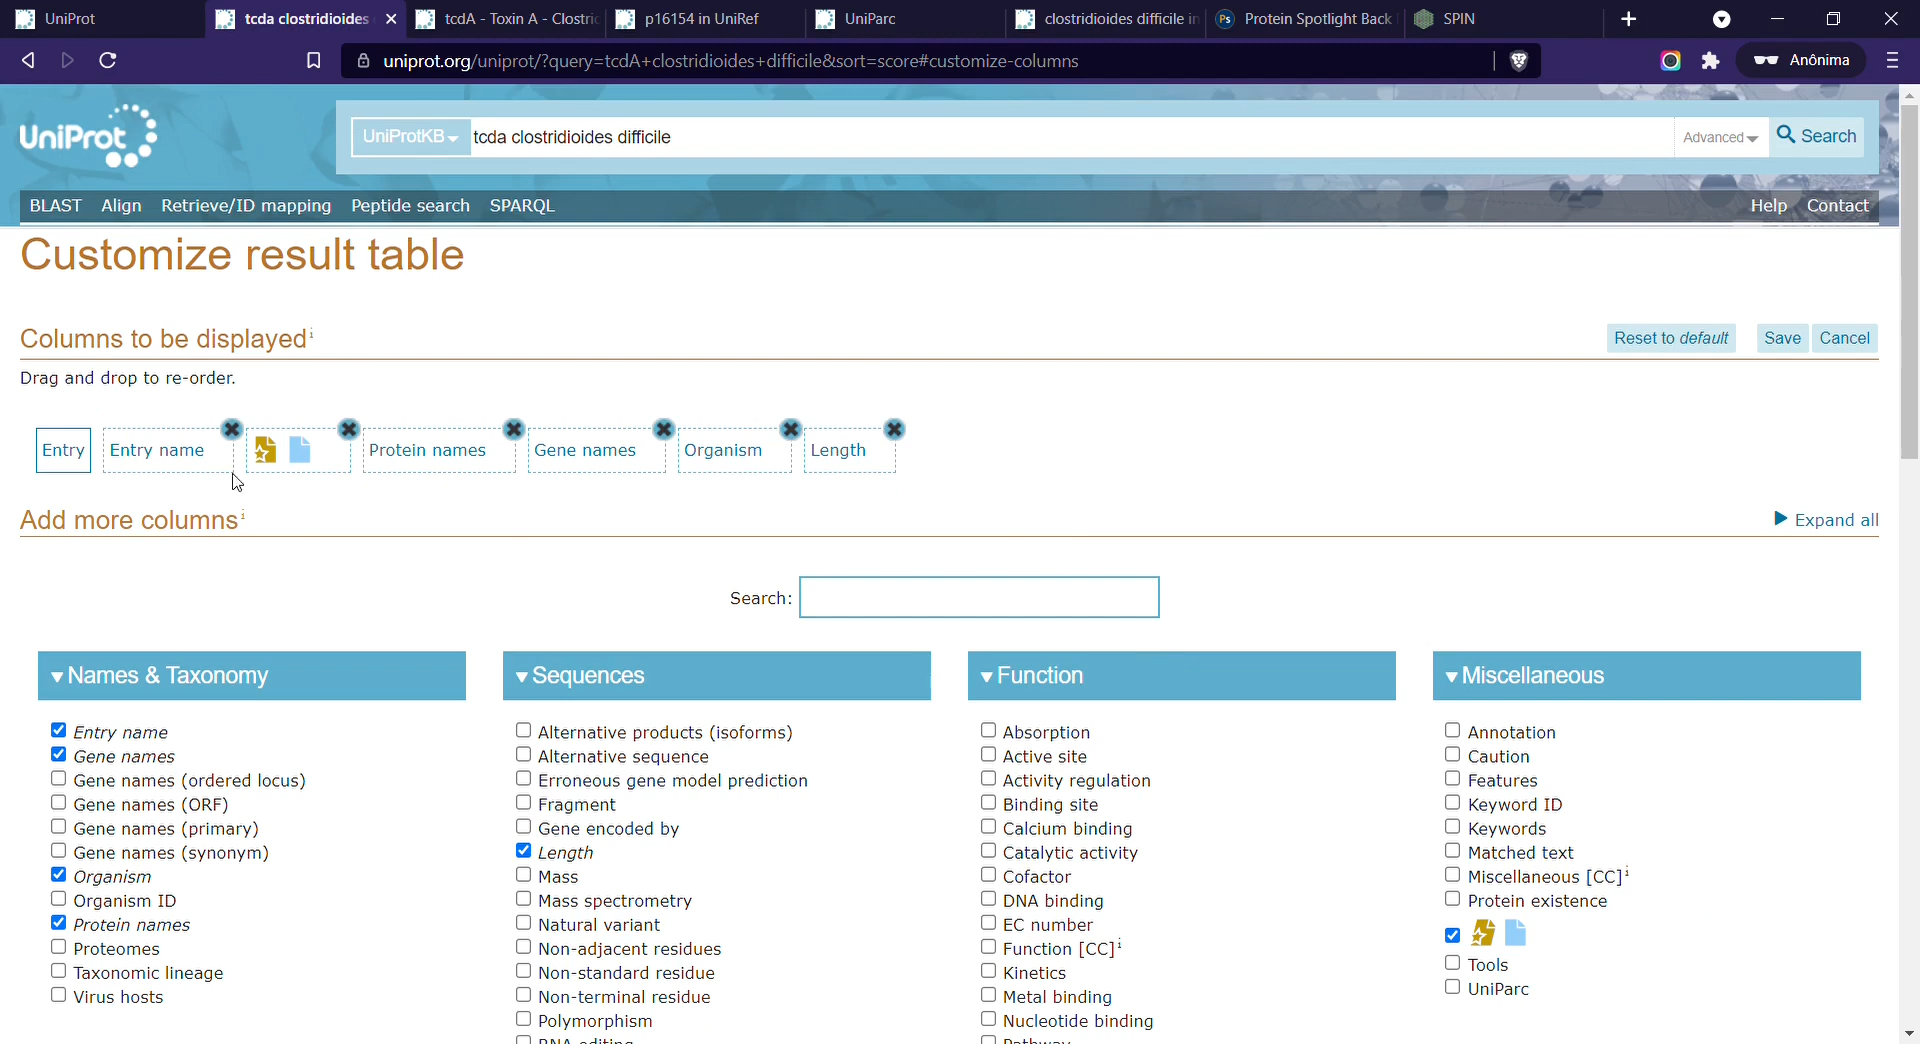 UniProt
tcda clostridioides
tcdA - Toxin A - Clostri
p16154 in UniRef
UniParc
clostridioides difficile in
Ps
Protein Spotlight Back
SPIN
uniprot.org/uniprot/?query=tcdA+clostridioides+difficile&sort=score#customize-columns
Anônima
UniProt
UniProtKB
tcda clostridioides difficile
Advanced
Search
BLAST Align Retrieve/ID mapping Peptide search SPARQL
Help Contact
Customize result table
Columns to be displayed i
Reset to default
Save
Cancel
Drag and drop to re-order.
Entry
Entry name
Protein names
Gene names
Organism
Length
Add more columns i
Expand all
Search:
Names & Taxonomy
Entry name
Gene names
Gene names (ordered locus)
Gene names (ORF)
Gene names (primary)
Gene names (synonym)
Organism
Organism ID
Protein names
Proteomes
Taxonomic lineage
Virus hosts
Sequences
Alternative products (isoforms)
Alternative sequence
Erroneous gene model prediction
Fragment
Gene encoded by
Length
Mass
Mass spectrometry
Natural variant
Non-adjacent residues
Non-standard residue
Non-terminal residue
Polymorphism
RNA editing
Function
Absorption
Active site
Activity regulation
Binding site
Calcium binding
Catalytic activity
Cofactor
DNA binding
EC number
Function [CC] i
Kinetics
Metal binding
Nucleotide binding
Pathway
Miscellaneous
Annotation
Caution
Features
Keyword ID
Keywords
Matched text
Miscellaneous [CC] i
Protein existence
Tools
UniParc